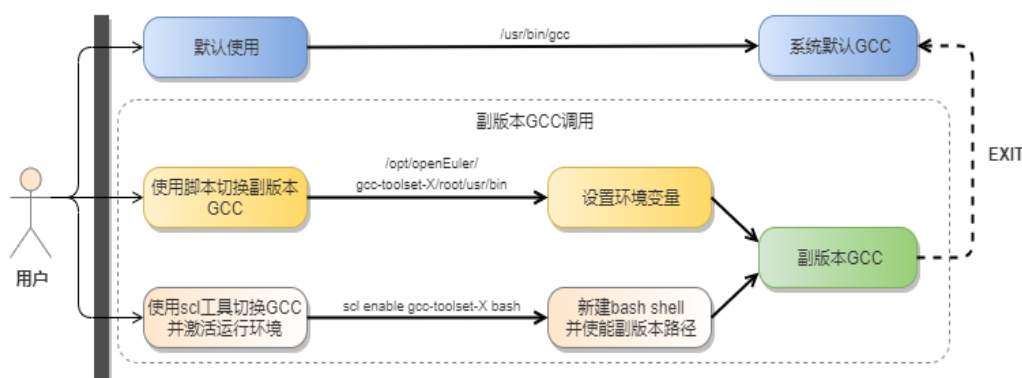 默认使用
/usr/bin/gcc
系统默认GCC
副版本GCC调用
EXIT
使用脚本切换副版本
GCC
/opt/openEuler/
gcc-toolset-X/root/usr/bin
设置环境变量
副版本GCC
用户
使用scl工具切换GCC
并激活运行环境
scl enable gcc-toolset-X bash
新建bash shell
并使能副版本路径